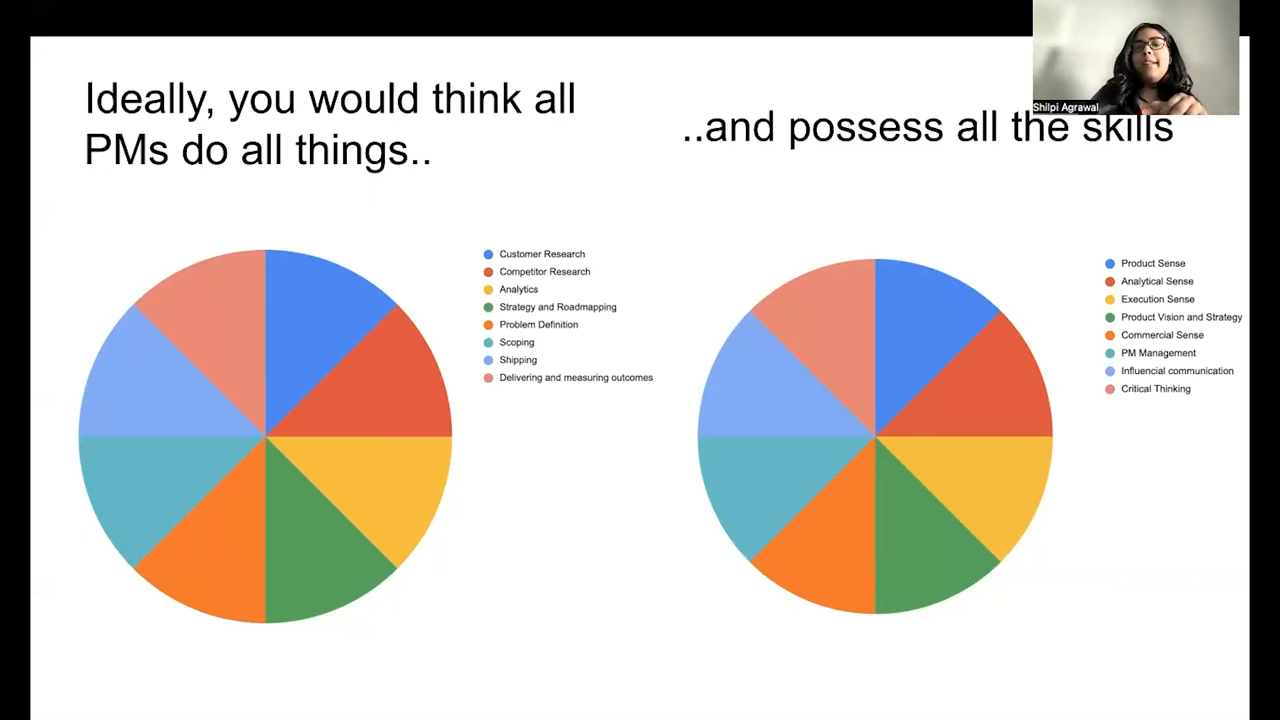 Ideally, you would think all
PMs do all things..
..and possess all the skills
Shilpi Agrawal
Customer Research
Competitor Research
Analytics
Strategy and Roadmapping
Problem Definition
Scoping
Shipping
Delivering and measuring outcomes
Product Sense
Analytical Sense
Execution Sense
Product Vision and Strategy
Commercial Sense
PM Management
Influencial communication
Critical Thinking